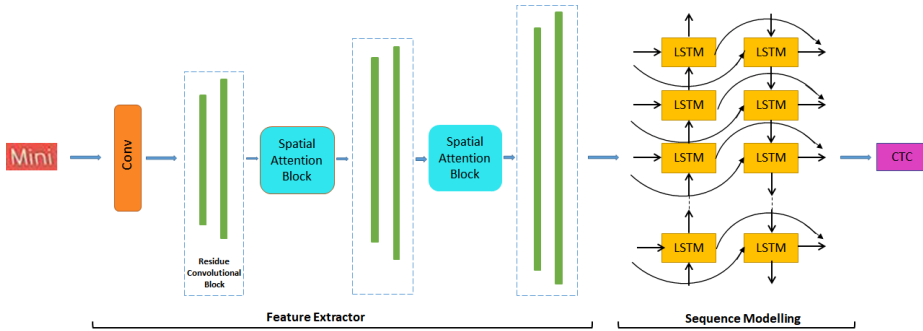 Mini
Conv
Residue
Convolutional
Block
Spatial
Attention
Block
Spatial
Attention
Block
LSTM
LSTM
LSTM
LSTM
LSTM
LSTM
LSTM
LSTM
CTC
Feature Extractor
Sequence Modelling